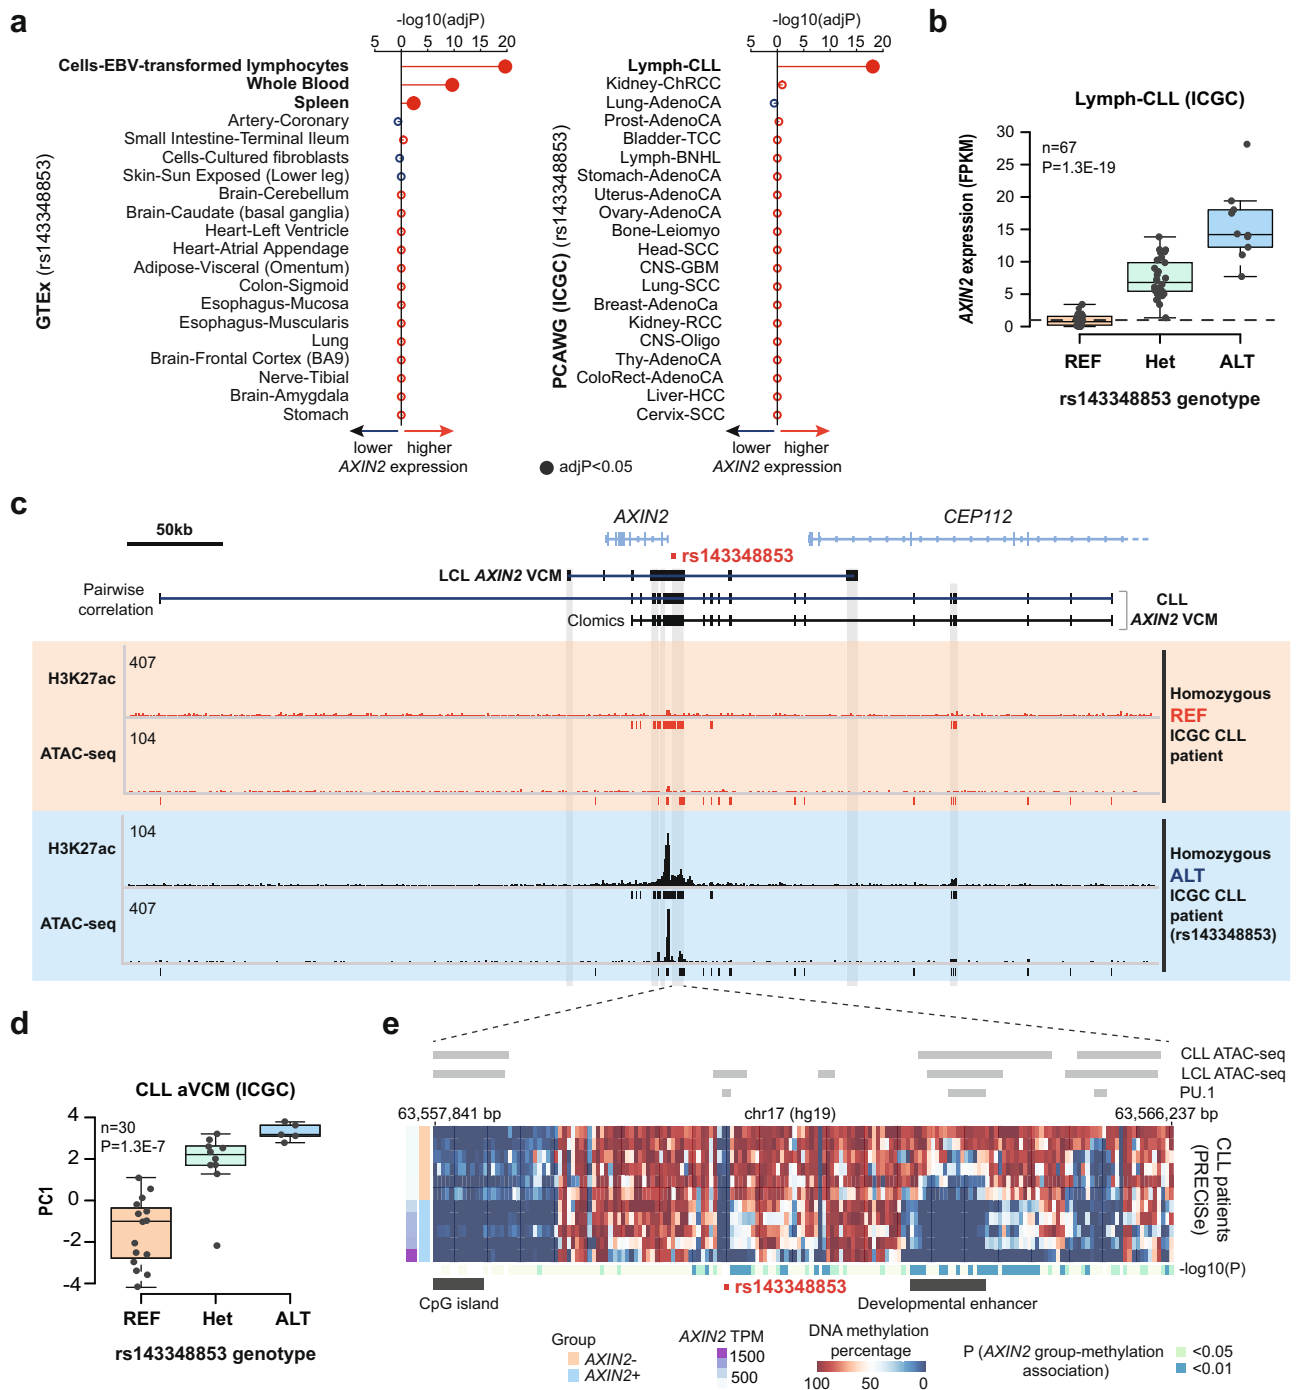 a
-log10(adjP)
5 0 5 10 15 20
Cells-EBV-transformed lymphocytes
Whole Blood
Spleen
Artery-Coronary
Small Intestine-Terminal Ileum
Cells-Cultured fibroblasts
Skin-Sun Exposed (Lower leg)
Brain-Cerebellum
Brain-Caudate (basal ganglia)
Heart-Left Ventricle
Heart-Atrial Appendage
Adipose-Visceral (Omentum)
Colon-Sigmoid
Esophagus-Mucosa
Esophagus-Muscularis
Lung
Brain-Frontal Cortex (BA9)
Nerve-Tibial
Brain-Amygdala
Stomach
GTEx (rs143348853)
lower higher
AXIN2 expression
-log10(adjP)
5 0 5 10 15 20
Lymph-CLL
Kidney-ChRCC
Lung-AdenoCA
Prost-AdenoCA
Bladder-TCC
Lymph-BNHL
Stomach-AdenoCA
Uterus-AdenoCA
Ovary-AdenoCA
Bone-Leiomyo
Head-SCC
CNS-GBM
Lung-SCC
Breast-AdenoCa
Kidney-RCC
CNS-Oligo
Thy-AdenoCA
ColoRect-AdenoCA
Liver-HCC
Cervix-SCC
PCAWG (ICGC) (rs143348853)
lower higher
AXIN2 expression
adjP<0.05
b
Lymph-CLL (ICGC)
n=67
P=1.3E-19
AXIN2 expression (FPKM)
30
25
20
15
10
5
0
REF Het ALT
rs143348853 genotype
c
50kb
AXIN2
CEP112
rs143348853
LCL AXIN2 VCM
Pairwise
correlation
Clomics
CLL
AXIN2 VCM
H3K27ac
407
ATAC-seq
104
Homozygous
REF
ICGC CLL
patient
H3K27ac
104
ATAC-seq
407
Homozygous
ALT
ICGC CLL
patient
(rs143348853)
d
CLL aVCM (ICGC)
n=30
P=1.3E-7
PC1
4
2
0
-2
-4
REF Het ALT
rs143348853 genotype
e
CLL ATAC-seq
LCL ATAC-seq
PU.1
63,557,841 bp chr17 (hg19) 63,566,237 bp
CLL patients
(PRECiSe)
-log10(P)
rs143348853
CpG island
Developmental enhancer
Group
AXIN2-
AXIN2+
AXIN2 TPM
1500
500
DNA methylation
percentage
100 50 0
P (AXIN2 group-methylation
association)
<0.05
<0.01